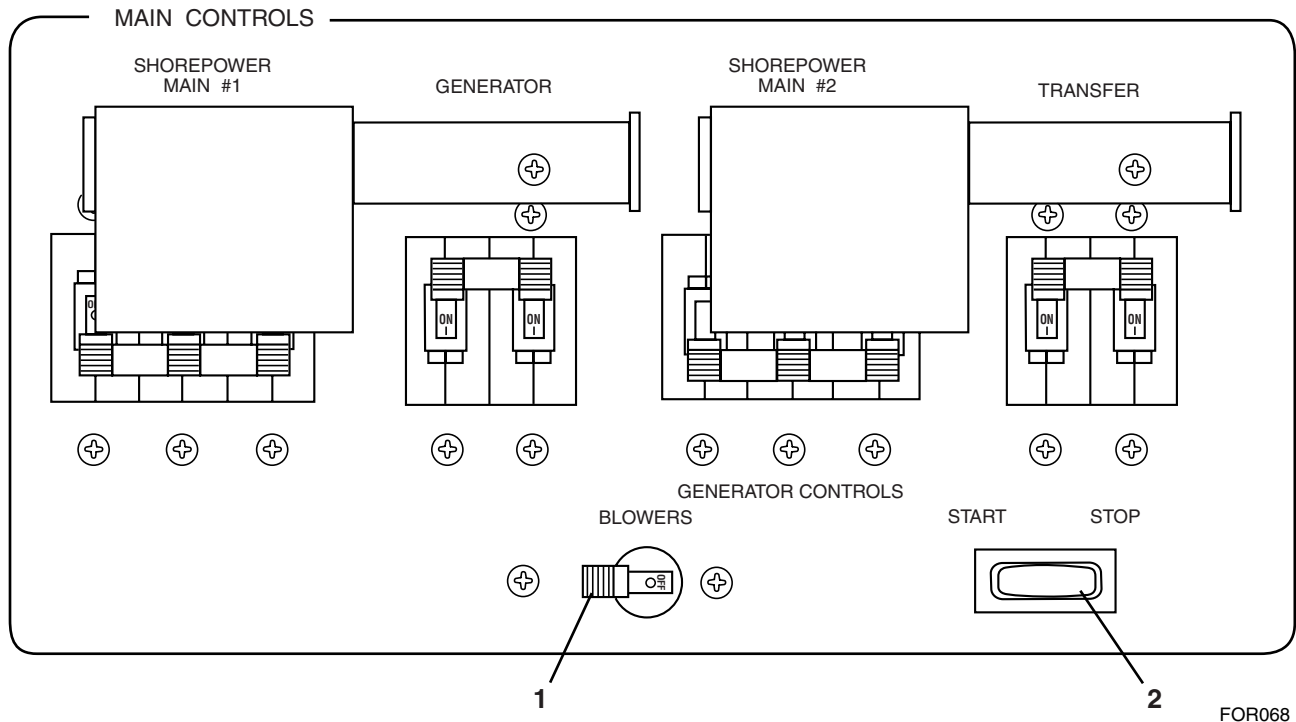 MAIN CONTROLS
SHOREPOWER
MAIN #1
GENERATOR
SHOREPOWER
MAIN #2
TRANSFER
ON
ON
ON
ON
GENERATOR CONTROLS
BLOWERS
START
STOP
OFF
1
2
FOR068